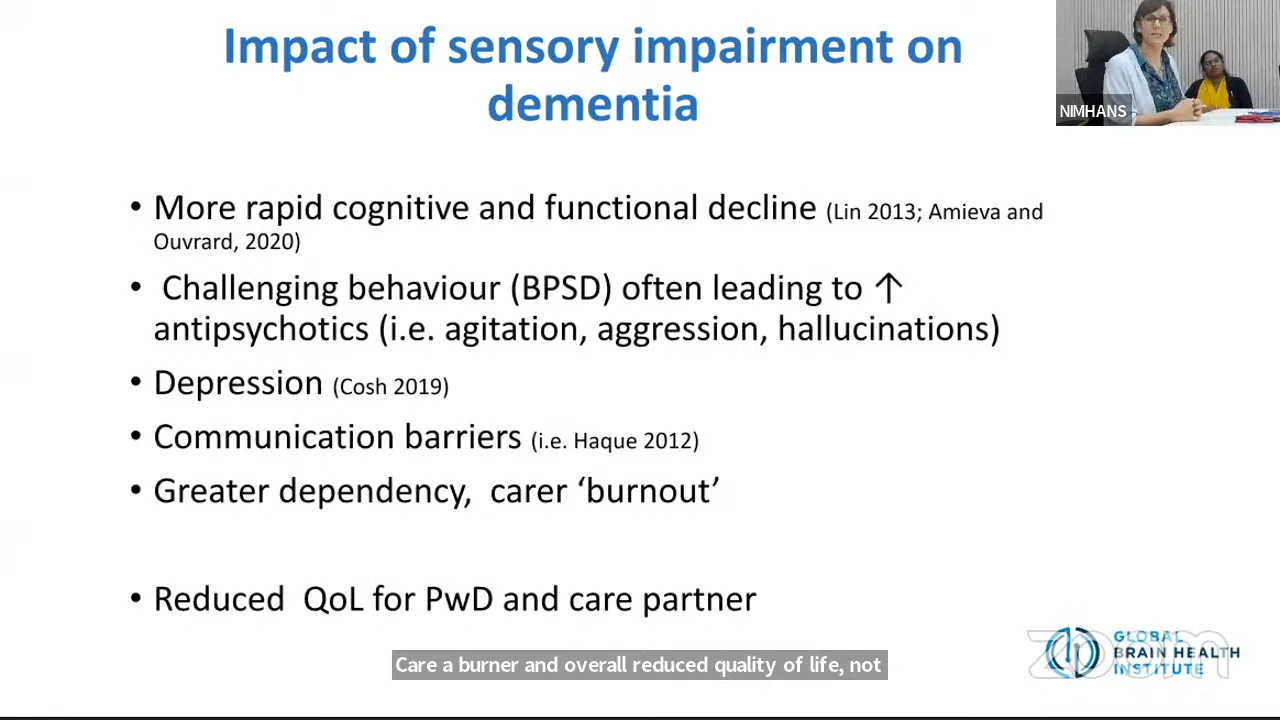 Impact of sensory impairment on
dementia
NIMHANS
• More rapid cognitive and functional decline (Lin 2013; Amieva and
Ouvrard, 2020)
• Challenging behaviour (BPSD) often leading to ↑
antipsychotics (i.e. agitation, aggression, hallucinations)
• Depression (Cosh 2019)
• Communication barriers (i.e. Haque 2012)
• Greater dependency,  carer ‘burnout’
• Reduced  QoL for PwD and care partner
zoom
GLOBAL
BRAIN HEALTH
INSTITUTE
Care a burner and overall reduced quality of life, not